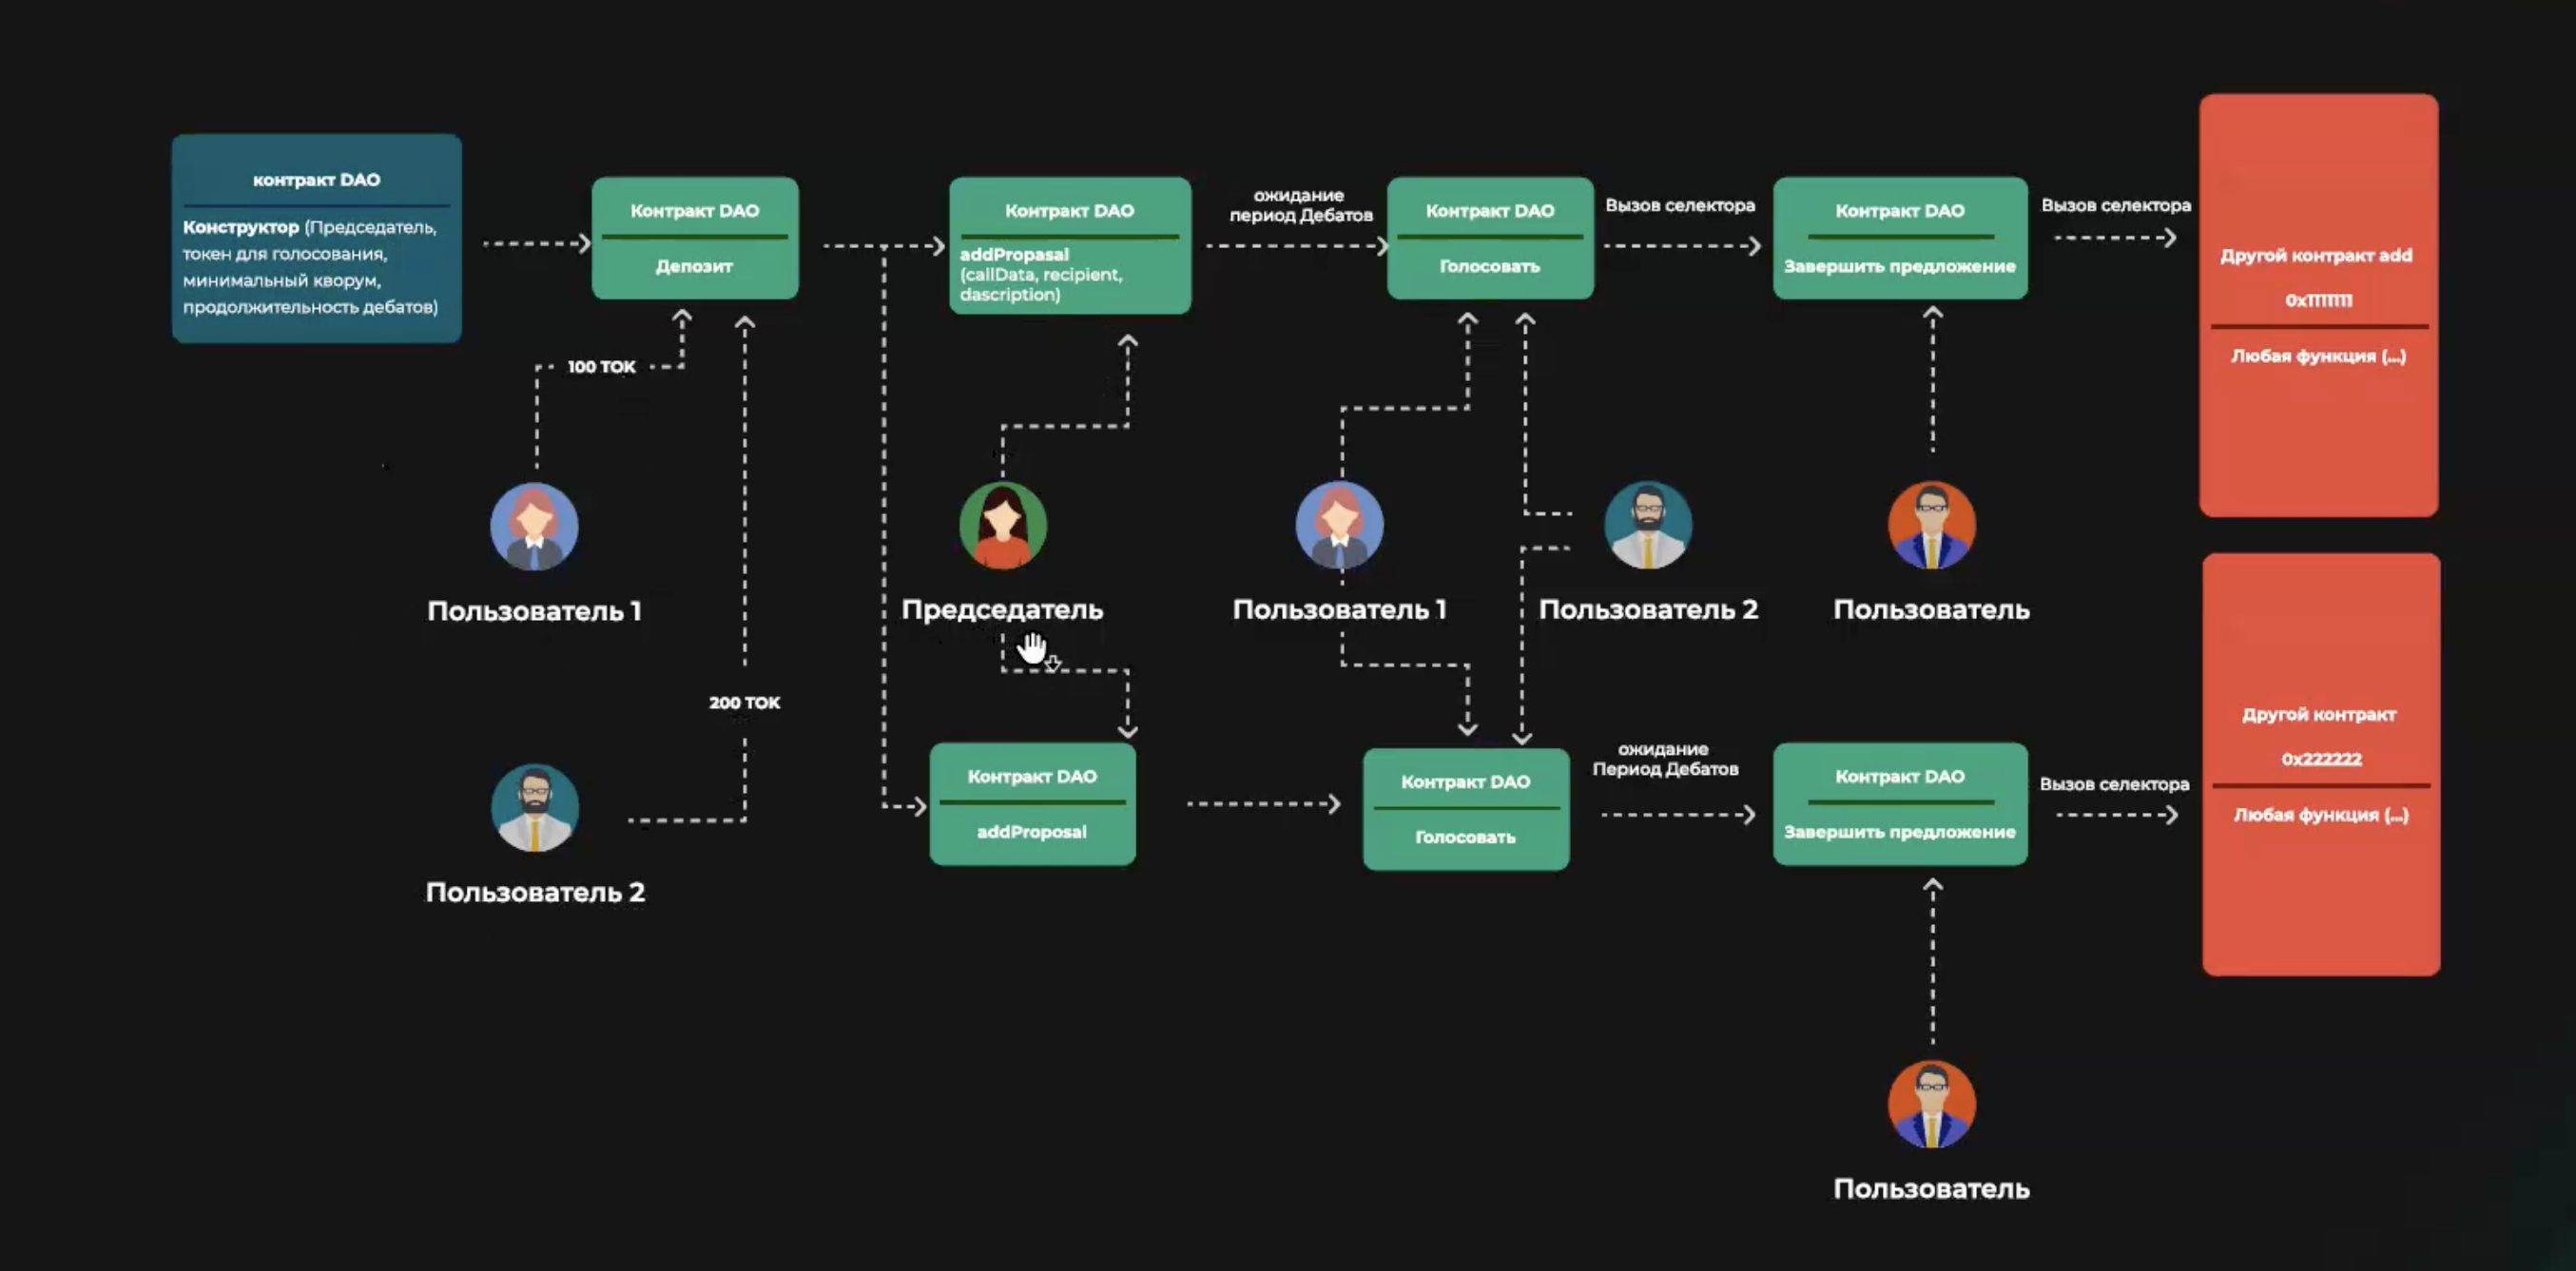 контракт DAO
Конструктор (Председатель,
токен для голосования,
минимальный кворум,
продолжительность дебатов)
Контракт DAO
Депозит
Контракт DAO
addPropasal
(callData, recipient,
dascription)
ожидание
период Дебатов
Контракт DAO
Голосовать
Вызов селектора
Контракт DAO
Завершить предложение
Вызов селектора
Другой контракт add
0x1111111
Любая функция (...)
100 ТОК
Пользователь 1
Председатель
Пользователь 1
Пользователь 2
Пользователь
200 ТОК
Пользователь 2
Контракт DAO
addProposal
Контракт DAO
Голосовать
ожидание
Период Дебатов
Контракт DAO
Завершить предложение
Вызов селектора
Другой контракт
0x222222
Любая функция (...)
Пользователь